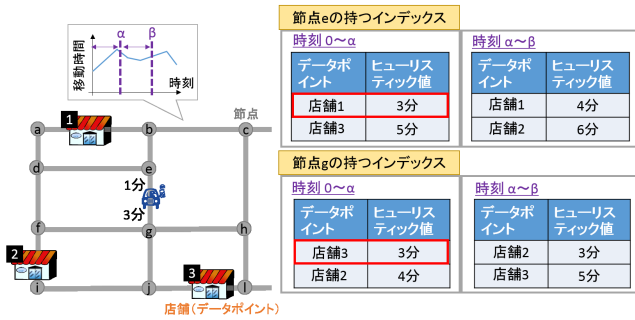 移動時間
α
β
時刻
節点
a
1
b
c
d
e
1分
3分
f
g
h
2
3
i
j
l
店舗(データポイント)
節点eの持つインデックス
時刻 0~α
データポ
イント
ヒューリス
ティック値
店舗1
3分
店舗3
5分
時刻 α~β
データポ
イント
ヒューリス
ティック値
店舗1
4分
店舗2
6分
節点gの持つインデックス
時刻 0~α
データポ
イント
ヒューリス
ティック値
店舗3
3分
店舗2
4分
時刻 α~β
データポ
イント
ヒューリス
ティック値
店舗2
3分
店舗3
5分